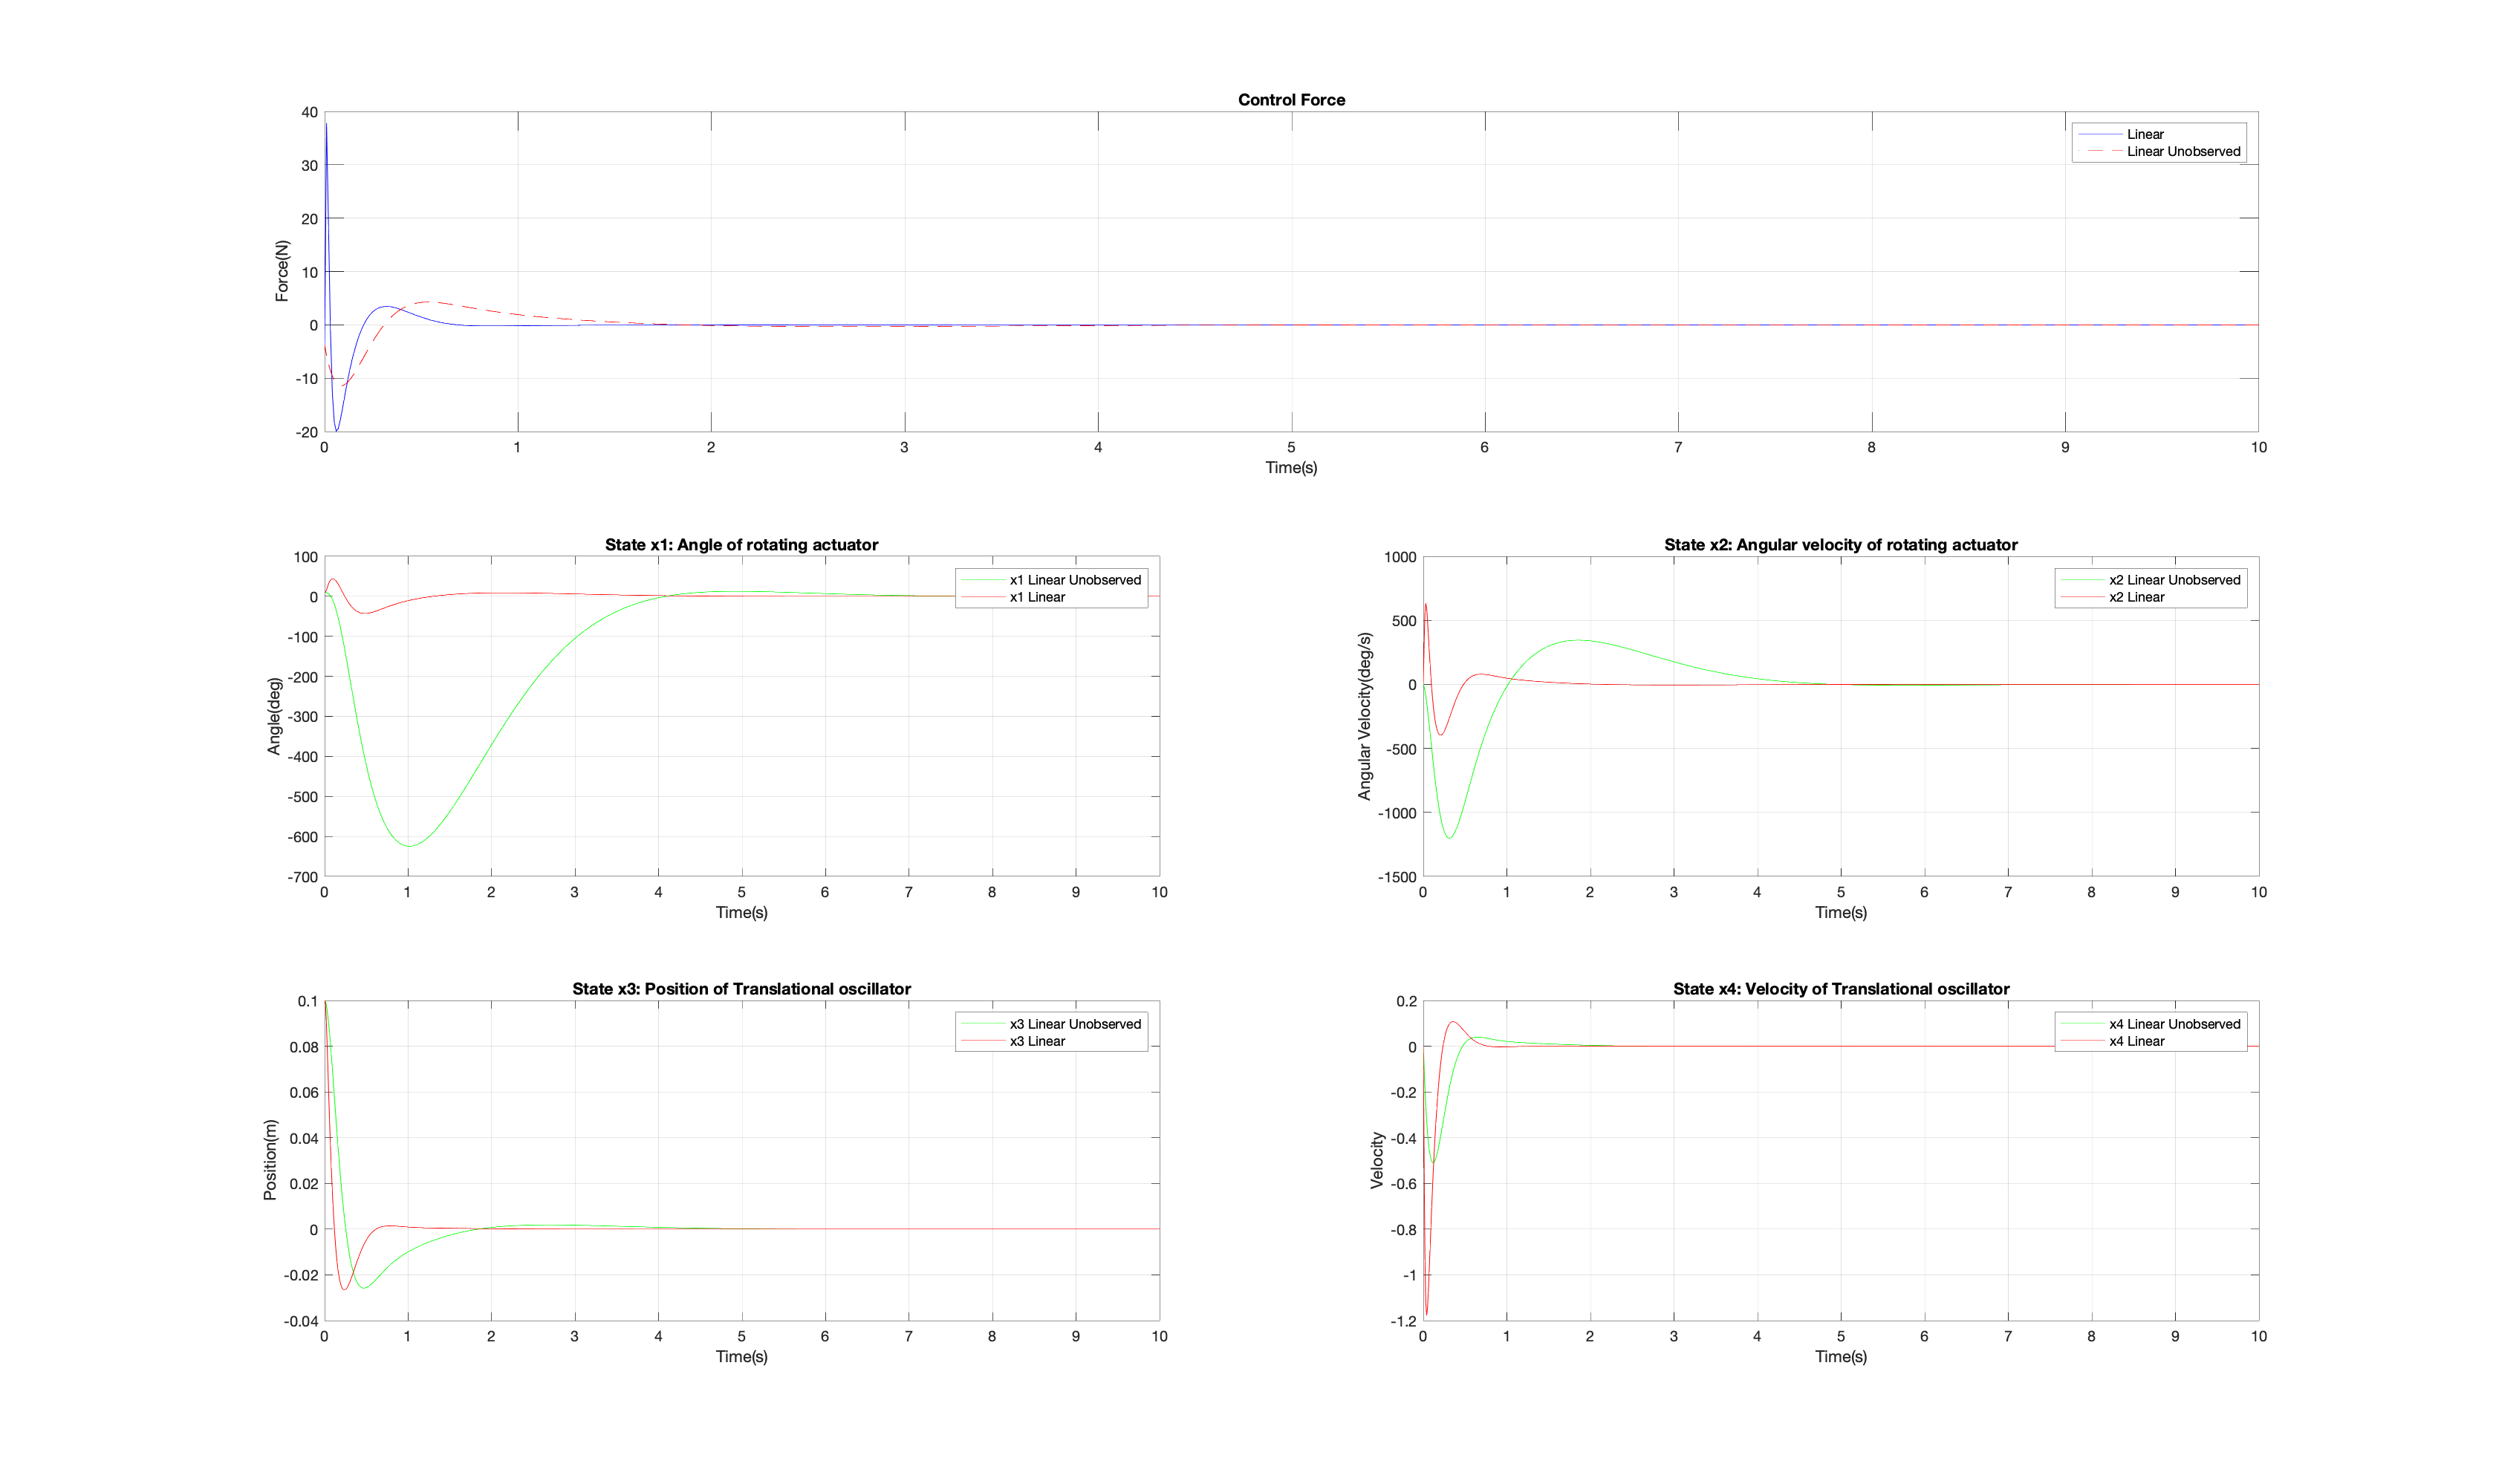 Control Force
40
30
20
10
0
-10
-20
Force(N)
Linear
Linear Unobserved
0 1 2 3 4 5 6 7 8 9 10
Time(s)
State x1: Angle of rotating actuator
100
0
-100
-200
-300
-400
-500
-600
-700
Angle(deg)
x1 Linear Unobserved
x1 Linear
0 1 2 3 4 5 6 7 8 9 10
Time(s)
State x2: Angular velocity of rotating actuator
1000
500
0
-500
-1000
-1500
Angular Velocity(deg/s)
x2 Linear Unobserved
x2 Linear
0 1 2 3 4 5 6 7 8 9 10
Time(s)
State x3: Position of Translational oscillator
0.1
0.08
0.06
0.04
0.02
0
-0.02
-0.04
Position(m)
x3 Linear Unobserved
x3 Linear
0 1 2 3 4 5 6 7 8 9 10
Time(s)
State x4: Velocity of Translational oscillator
0.2
0
-0.2
-0.4
-0.6
-0.8
-1
-1.2
Velocity
x4 Linear Unobserved
x4 Linear
0 1 2 3 4 5 6 7 8 9 10
Time(s)